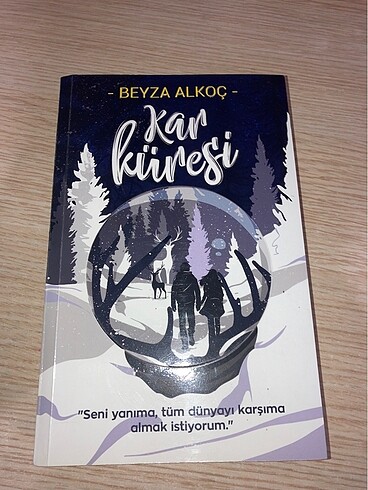 - BEYZA ALKOÇ -
Kar
küresi
"Seni yanıma, tüm dünyayı karşıma
almak istiyorum."